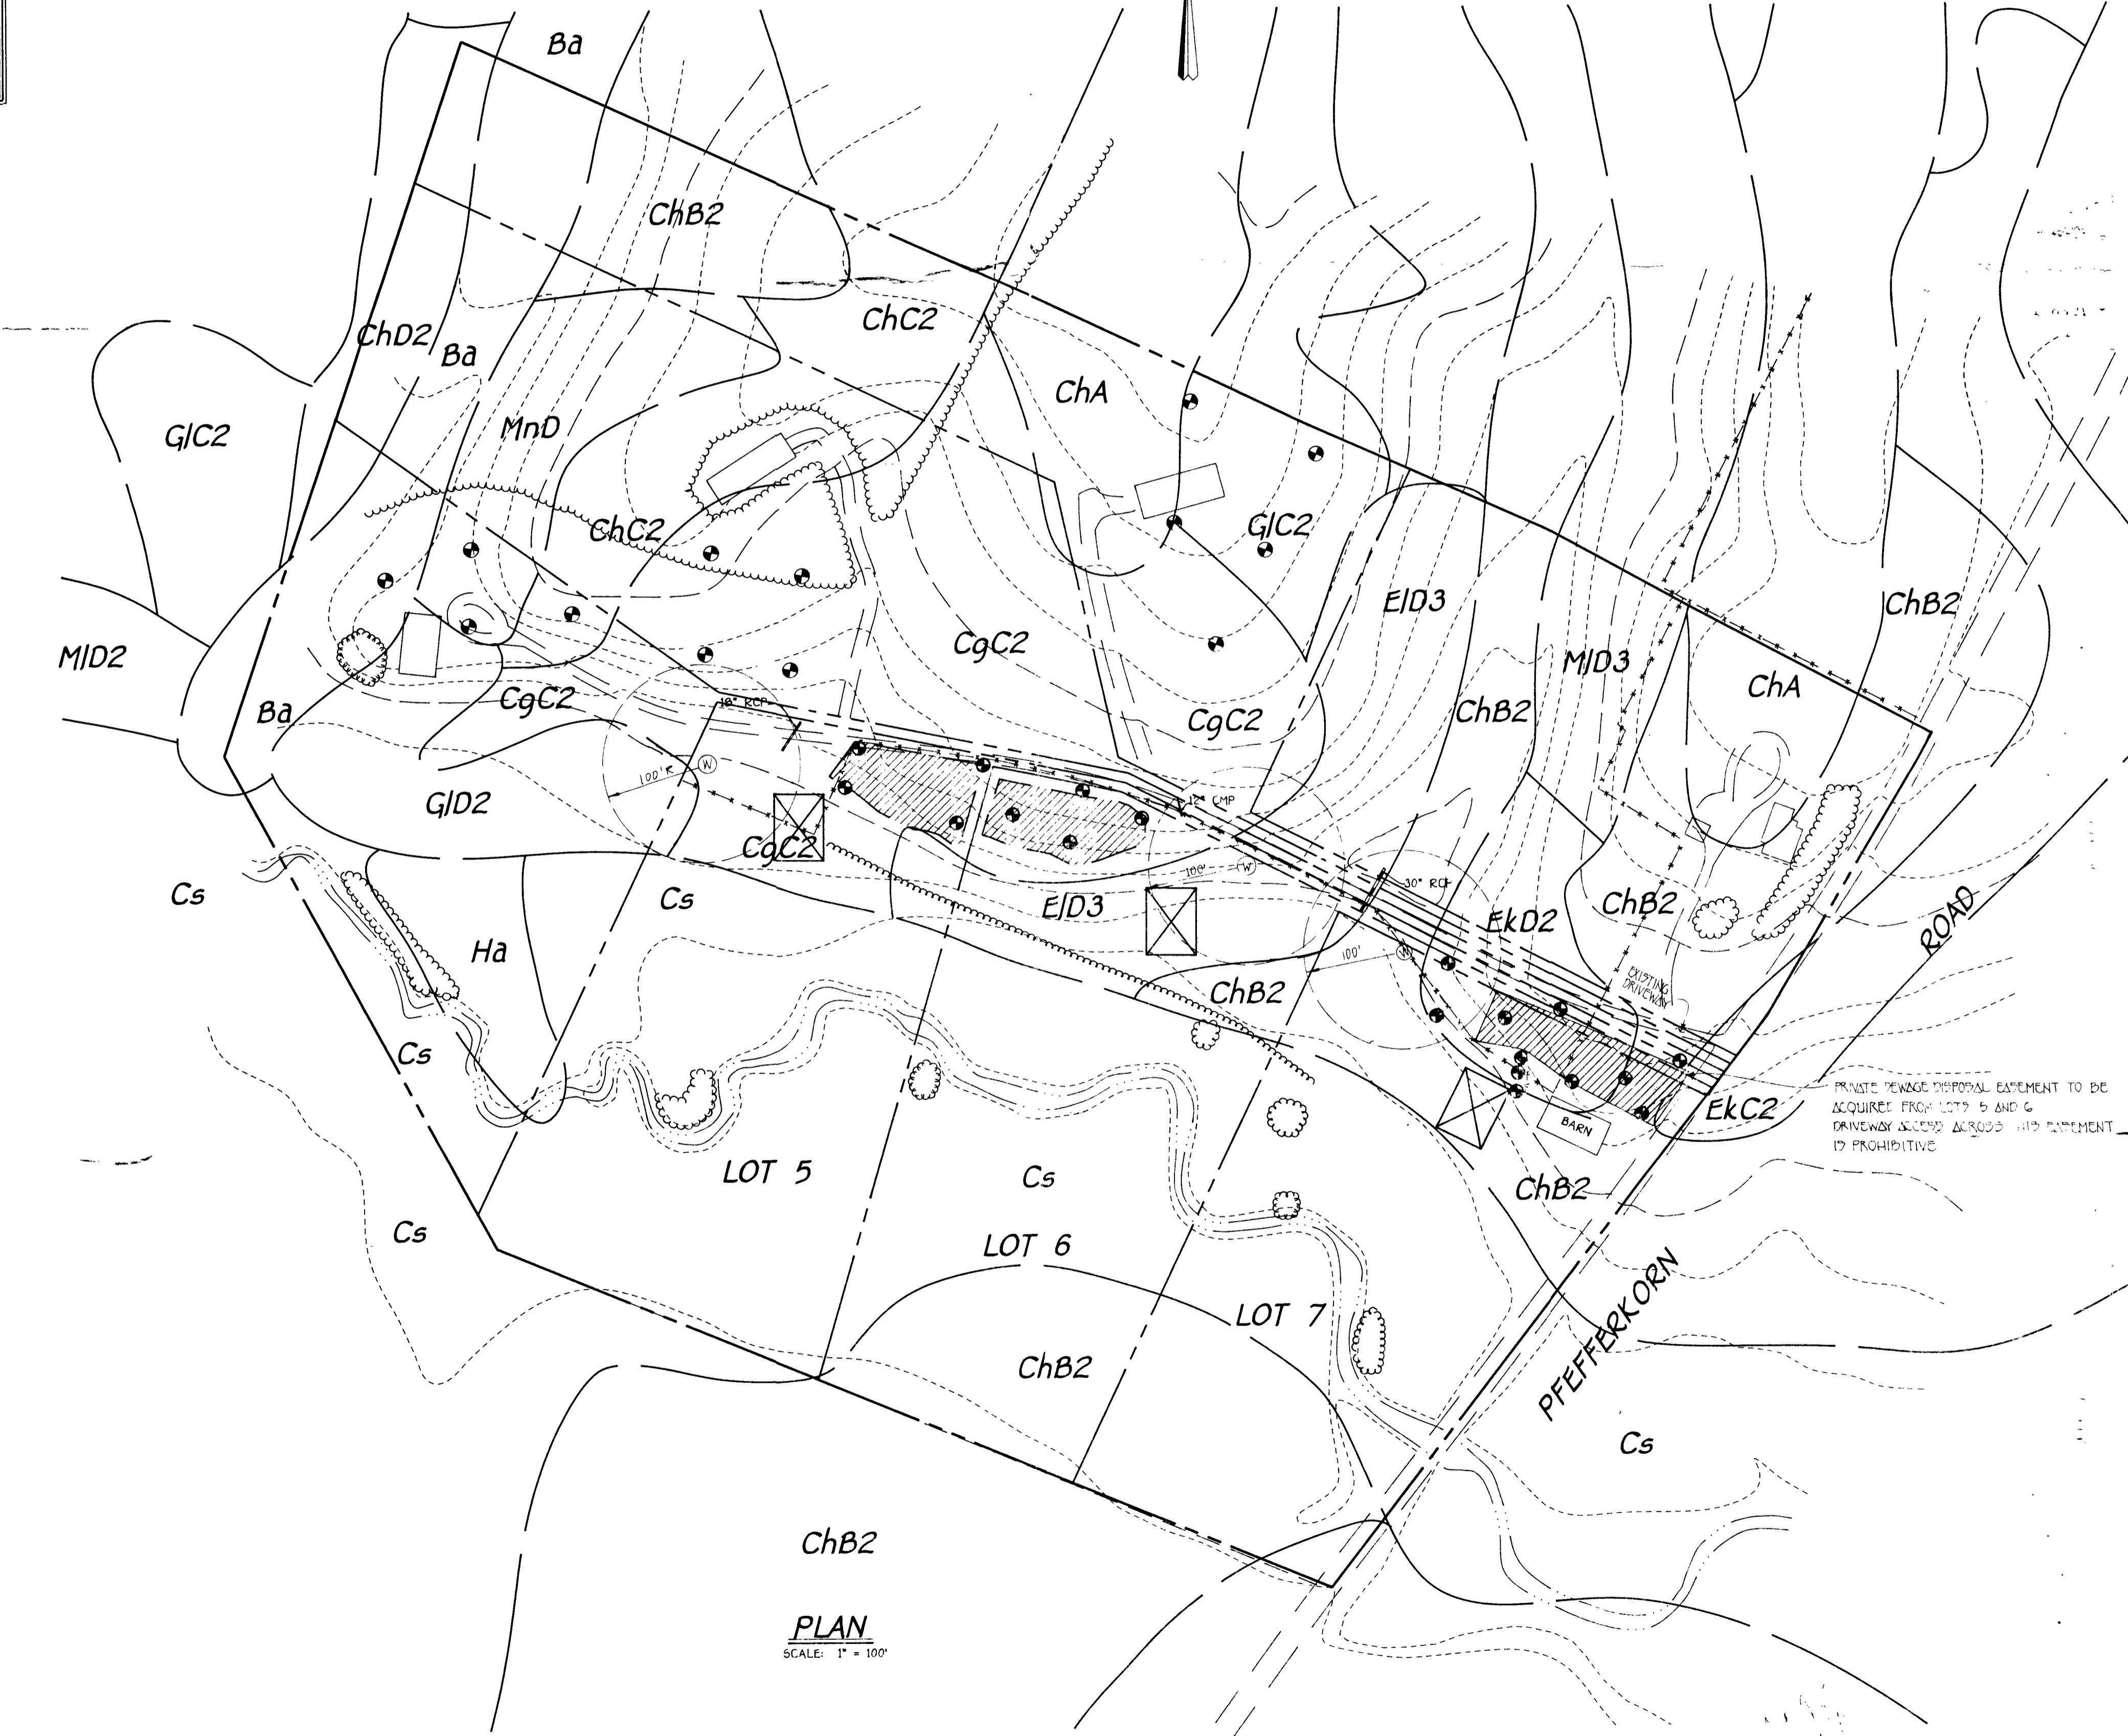 Ba
ChB2
ChC2
ChD2
Ba
ChA
GlC2
MnD
ChC2
GlC2
ElD3
ChB2
MlD2
CgC2
MlD3
ChA
Ba
CgC2
18" RCP
CgC2
ChB2
100'R
W
GlD2
12" CMP
CgC2
100'
W
30" RCP
Cs
Cs
ElD3
EkD2
ChB2
ROAD
Ha
100'
W
ChB2
EXISTING
DRIVEWAY
Cs
PRIVATE SEWAGE DISPOSAL EASEMENT TO BE
ACQUIRED FROM LOTS 5 AND 6
DRIVEWAY ACCESS ACROSS THIS EASEMENT
IS PROHIBITIVE
EkC2
BARN
LOT 5
Cs
ChB2
Cs
LOT 6
LOT 7
PFEFFERKORN
ChB2
Cs
ChB2
PLAN
SCALE: 1" = 100'